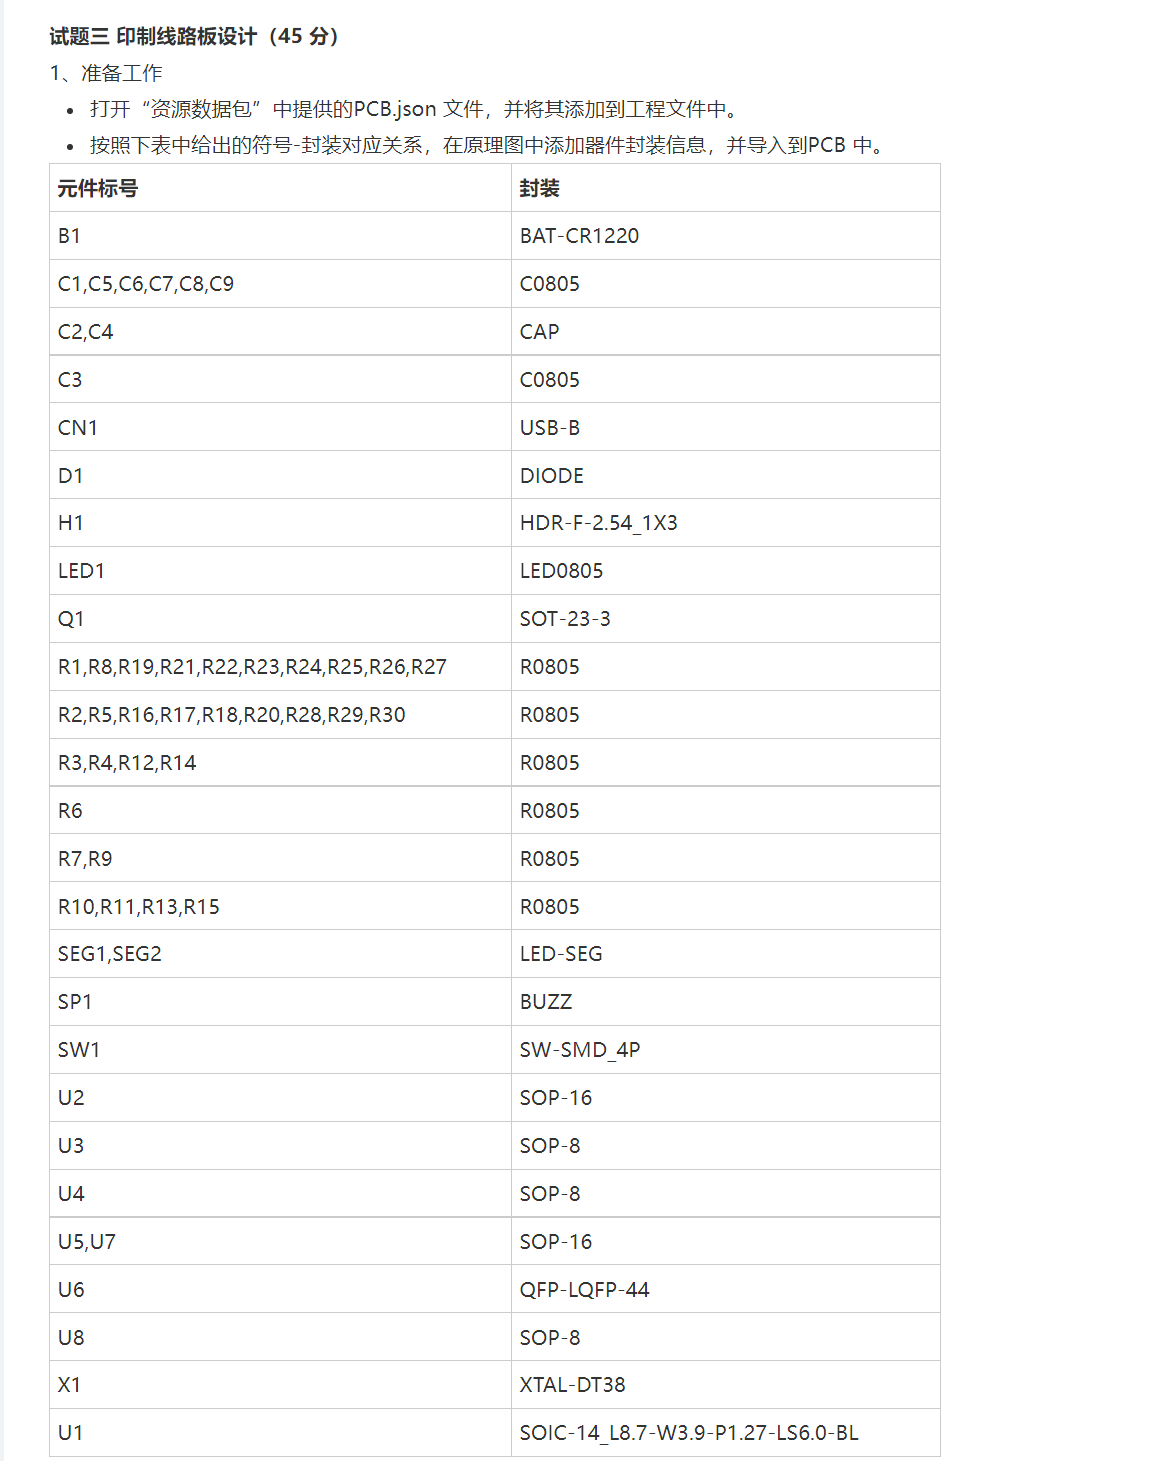 试题三 印制线路板设计（45 分）
1、准备工作
• 打开“资源数据包”中提供的PCB.json 文件，并将其添加到工程文件中。
• 按照下表中给出的符号-封装对应关系，在原理图中添加器件封装信息，并导入到PCB 中。
元件标号 封装
B1 BAT-CR1220
C1,C5,C6,C7,C8,C9 C0805
C2,C4 CAP
C3 C0805
CN1 USB-B
D1 DIODE
H1 HDR-F-2.54_1X3
LED1 LED0805
Q1 SOT-23-3
R1,R8,R19,R21,R22,R23,R24,R25,R26,R27 R0805
R2,R5,R16,R17,R18,R20,R28,R29,R30 R0805
R3,R4,R12,R14 R0805
R6 R0805
R7,R9 R0805
R10,R11,R13,R15 R0805
SEG1,SEG2 LED-SEG
SP1 BUZZ
SW1 SW-SMD_4P
U2 SOP-16
U3 SOP-8
U4 SOP-8
U5,U7 SOP-16
U6 QFP-LQFP-44
U8 SOP-8
X1 XTAL-DT38
U1 SOIC-14_L8.7-W3.9-P1.27-LS6.0-BL